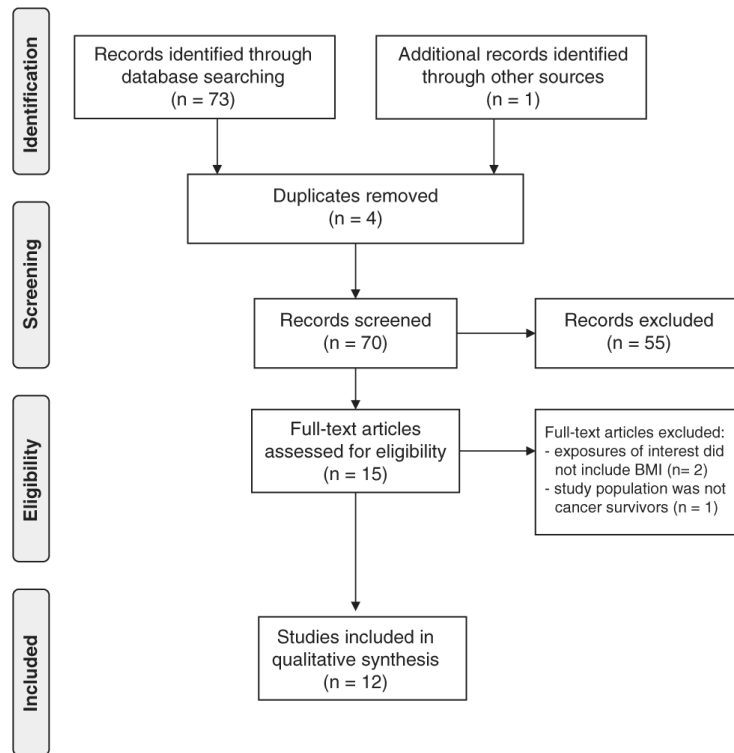 Identification
Records identified through
database searching
(n = 73)
Additional records identified
through other sources
(n = 1)
Duplicates removed
(n = 4)
Screening
Records screened
(n = 70)
Records excluded
(n = 55)
Eligibility
Full-text articles
assessed for eligibility
(n = 15)
Full-text articles excluded:
- exposures of interest did
not include BMI (n= 2)
- study population was not
cancer survivors (n = 1)
Included
Studies included in
qualitative synthesis
(n = 12)